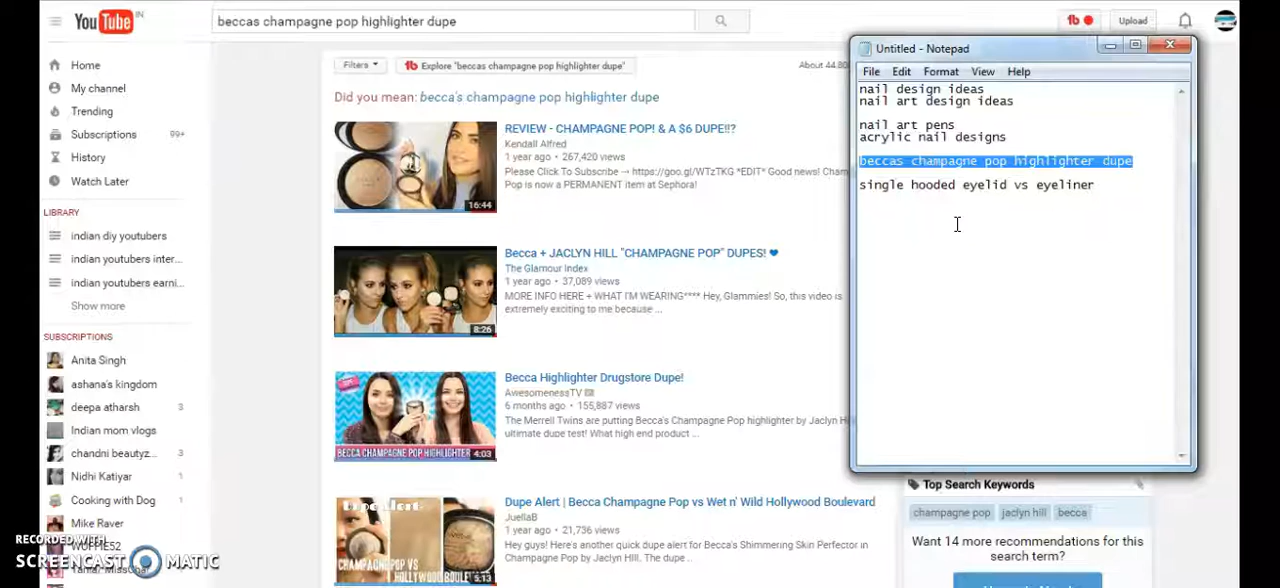 YouTube IN
beccas champagne pop highlighter dupe
Upload
Home
My channel
Trending
Subscriptions 99+
History
Watch Later
LIBRARY
indian diy youtubers
indian youtubers inter...
indian youtubers earni...
Show more
SUBSCRIPTIONS
Anita Singh
ashana's kingdom
deepa atharsh 3
Indian mom vlogs
chandni beautyz... 3
Nidhi Katiyar 1
Cooking with Dog 1
Mike Raver
WOFFIE52
RECORDED WITH
SCREENCAST MATIC
Filters
Explore "beccas champagne pop highlighter dupe"
About 44,800
Did you mean: becca's champagne pop highlighter dupe
REVIEW - CHAMPAGNE POP! & A $6 DUPE!!?
Kendall Alfred
1 year ago • 267,420 views
Please Click To Subscribe → https://goo.gl/WTzTKG *EDIT* Good news! Cham
Pop is now a PERMANENT item at Sephora!
16:44
Becca + JACLYN HILL "CHAMPAGNE POP" DUPES! ❤
The Glamour Index
1 year ago • 37,089 views
MORE INFO HERE + WHAT I'M WEARING**** Hey, Glammies! So, this video is
extremely exciting to me because ...
8:26
Becca Highlighter Drugstore Dupe!
AwesomenessTV
6 months ago • 155,887 views
The Merrell Twins are putting Becca's Champagne Pop highlighter by Jaclyn H
ultimate dupe test! What high end product ...
BECCA CHAMPAGNE POP HIGHLIGHTER 4:03
Dupe Alert | Becca Champagne Pop vs Wet n' Wild Hollywood Boulevard
JuellaB
1 year ago • 21,736 views
Hey guys! Here's another quick dupe alert for Becca's Shimmering Skin Perfector in
Champagne Pop by Jaclyn Hill. The dupe ...
Dupe Alert:
CHAMPAGNE POP VS
HOLLYWOOD BOULE
5:13
Untitled - Notepad
File Edit Format View Help
nail design ideas
nail art design ideas
nail art pens
acrylic nail designs
beccas champagne pop highlighter dupe
single hooded eyelid vs eyeliner
Top Search Keywords
champagne pop jaclyn hill becca
Want 14 more recommendations for this
search term?